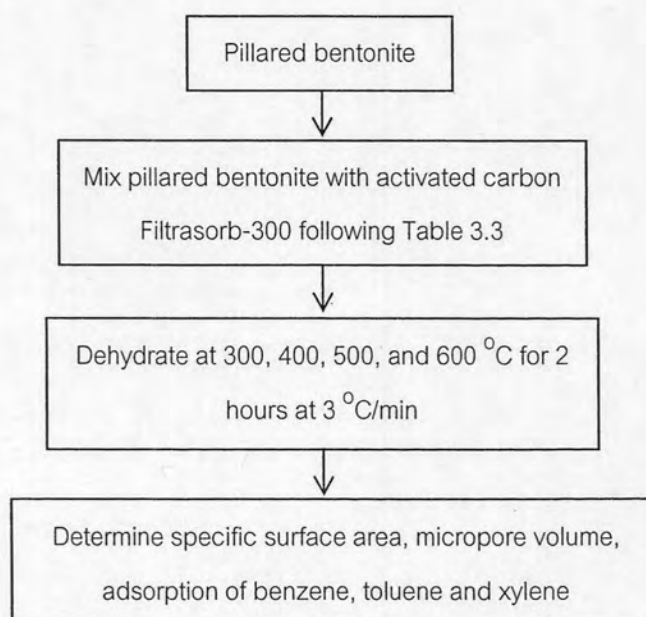 Pillared bentonite
Mix pillared bentonite with activated carbon
Filtrasorb-300 following Table 3.3
Dehydrate at 300, 400, 500, and 600 °C for 2
hours at 3 °C/min
Determine specific surface area, micropore volume,
adsorption of benzene, toluene and xylene